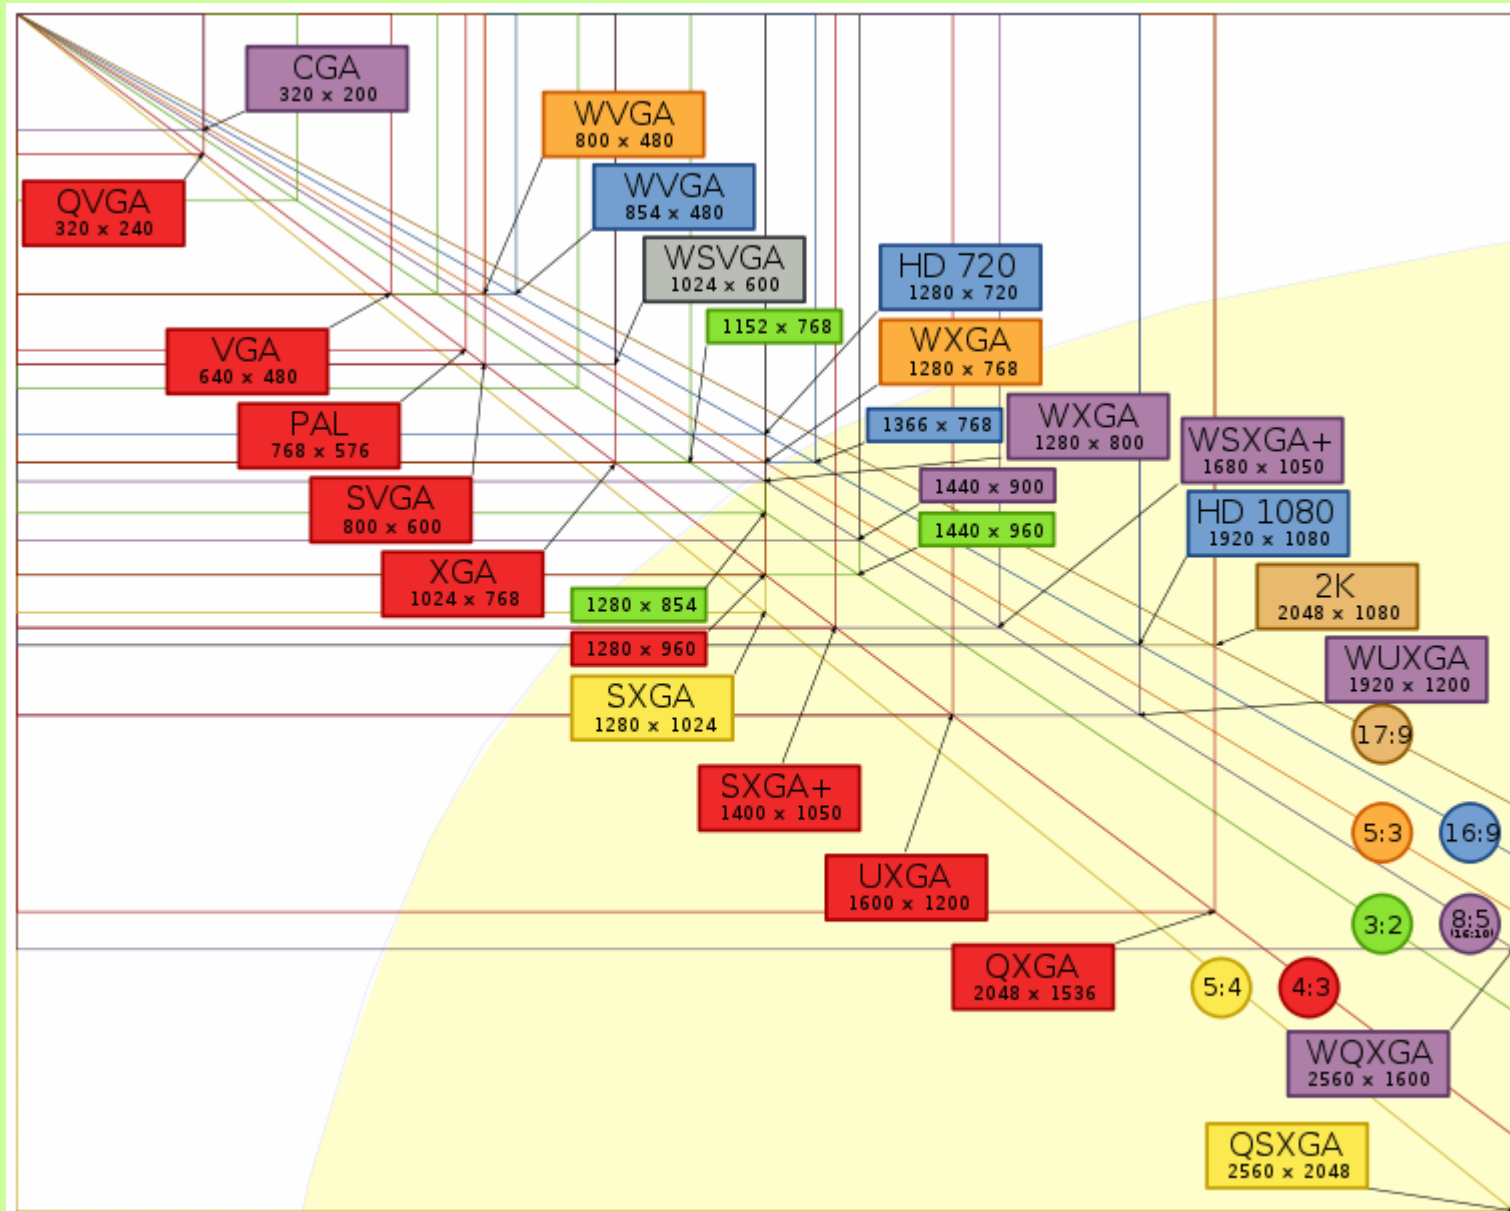 CGA
320 × 200
WVGA
800 × 480
WVGA
854 × 480
QVGA
320 × 240
WSVGA
1024 × 600
HD 720
1280 × 720
1152 × 768
WXGA
1280 × 768
VGA
640 × 480
PAL
768 × 576
1366 × 768
WXGA
1280 × 800
WSXGA+
1680 × 1050
SVGA
800 × 600
1440 × 900
HD 1080
1920 × 1080
1440 × 960
XGA
1024 × 768
2K
2048 × 1080
1280 × 854
1280 × 960
WUXGA
1920 × 1200
SXGA
1280 × 1024
17:9
SXGA+
1400 × 1050
5:3
16:9
UXGA
1600 × 1200
3:2
8:5
(16:10)
QXGA
2048 × 1536
5:4
4:3
WQXGA
2560 × 1600
QSXGA
2560 × 2048